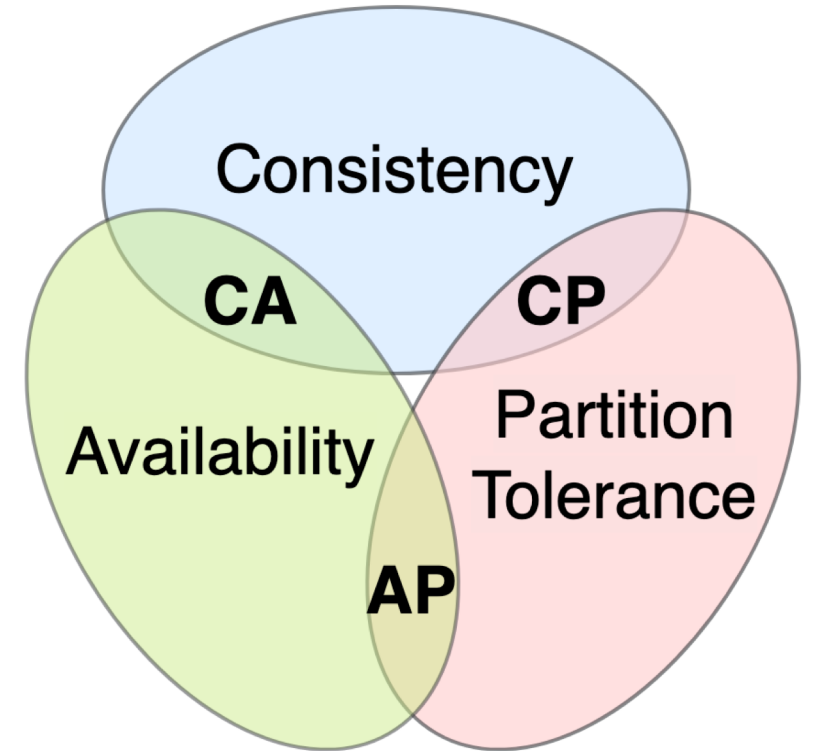 Consistency
CA
CP
Availability
Partition
Tolerance
AP